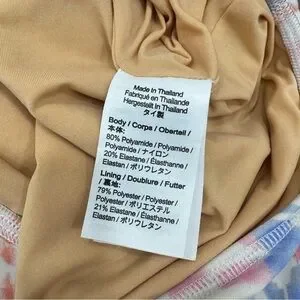 Made in Thailand
Fabriqué en Thaïlande
Hergestellt in Thailand
タイ製
Body / Corps / Oberteil /
本体:
80% Polyamide / Polyamide /
Polyamide / ナイロン
20% Elastane / Élasthanne /
Elastan / ポリウレタン
Lining / Doublure / Futter
/ 裏地:
79% Polyester / Polyester /
Polyester / ポリエステル
21% Elastane / Élasthanne /
Elastan / ポリウレタン